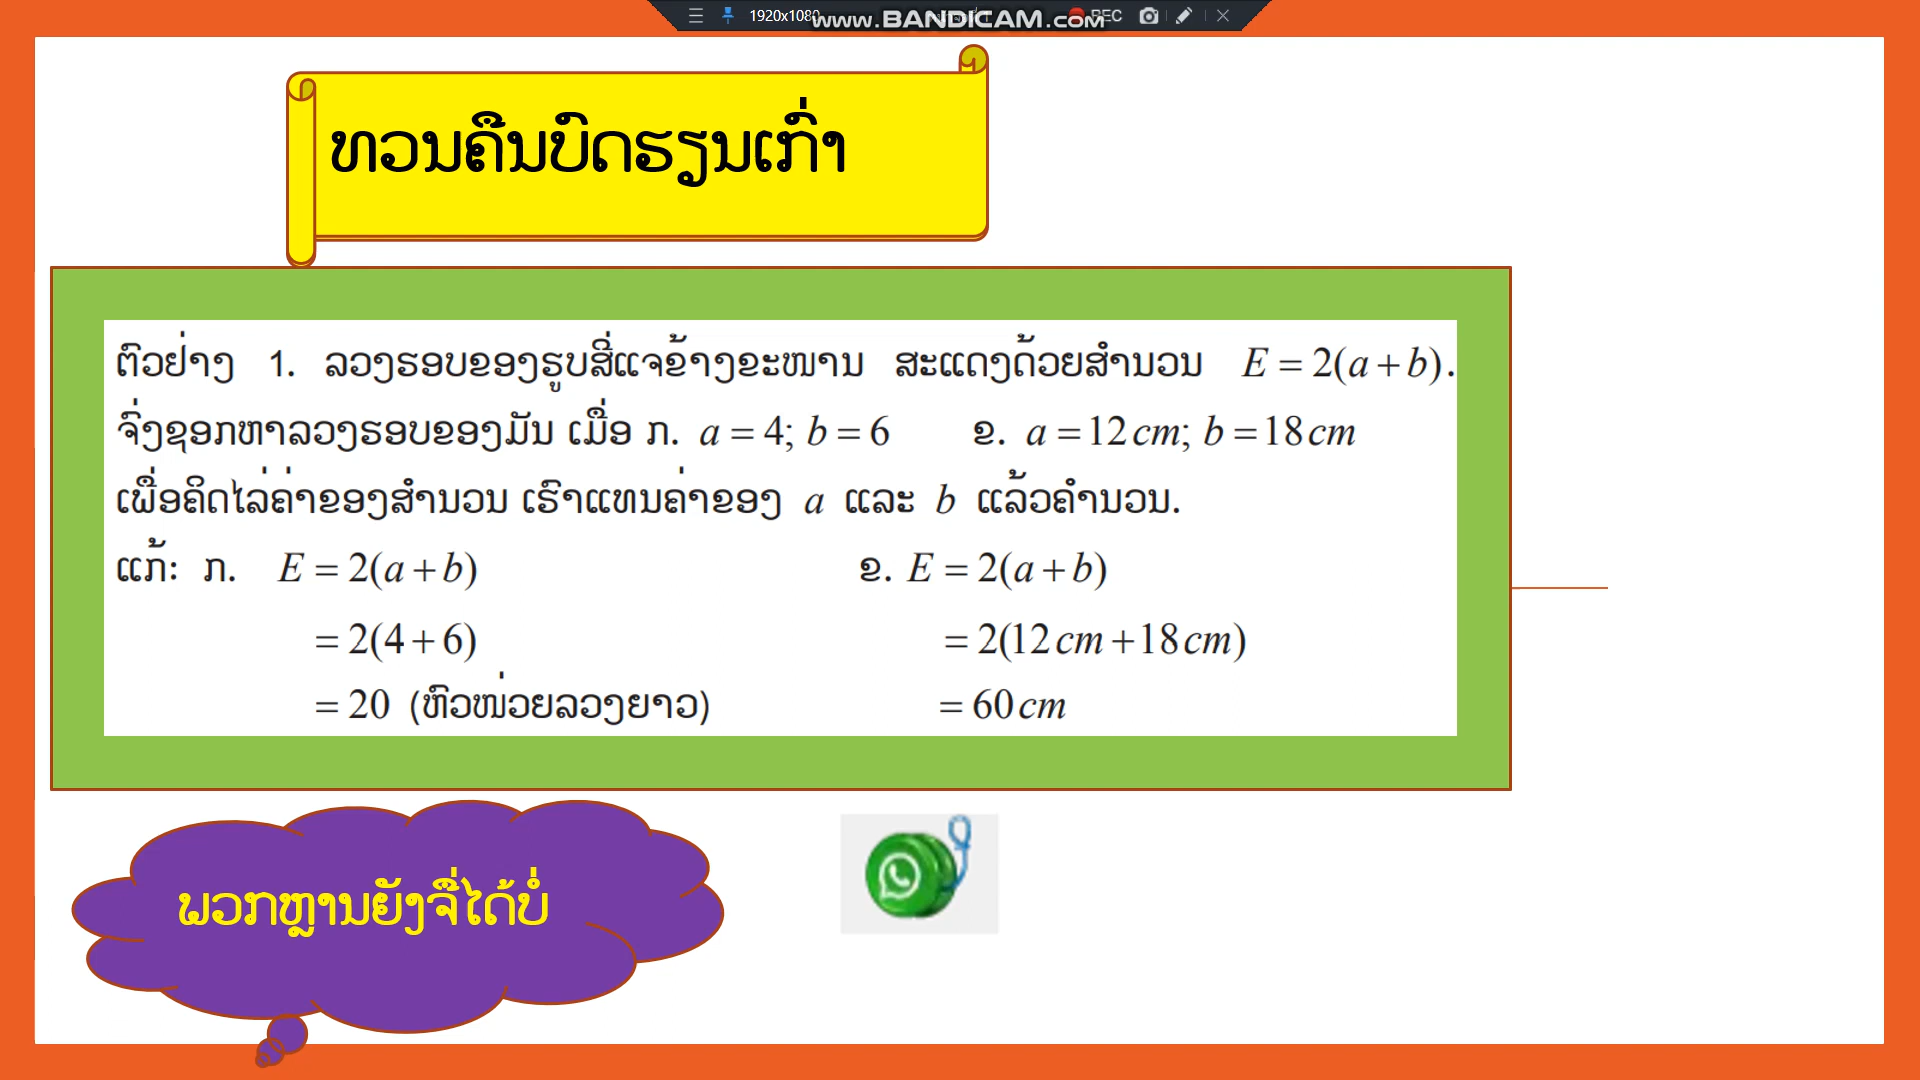 1920x1080
www.BANDICAM.com
REC
ທວນຄືນບົດຮຽນເກົ່າ
ຕົວຢ່າງ 1. ລວງຮອບຂອງຮູບສີ່ແຈຂ້າງຂະໜານ ສະແດງດ້ວຍສຳນວນ E = 2(a + b).
ຈົ່ງຊອກຫາລວງຮອບຂອງມັນ ເມື່ອ ກ. a = 4; b = 6 ຂ. a = 12 cm; b = 18 cm
ເພື່ອຄິດໄລ່ຄ່າຂອງສຳນວນ ເຮົາແທນຄ່າຂອງ a ແລະ b ແລ້ວຄຳນວນ.
ແກ້: ກ. E = 2(a + b) ຂ. E = 2(a + b)
= 2(4 + 6) = 2(12 cm + 18 cm)
= 20 (ຫົວໜ່ວຍລວງຍາວ) = 60 cm
ພວກຫຼານຍັງຈື່ໄດ້ບໍ່